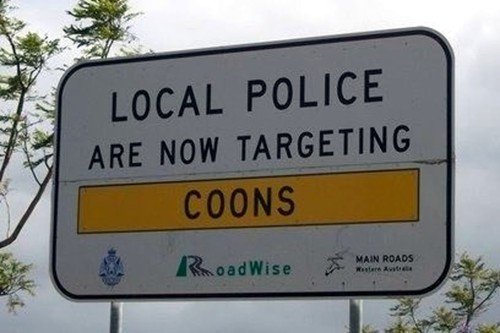 LOCAL POLICE
ARE NOW TARGETING
COONS
RoadWise
MAIN ROADS
Western Australia